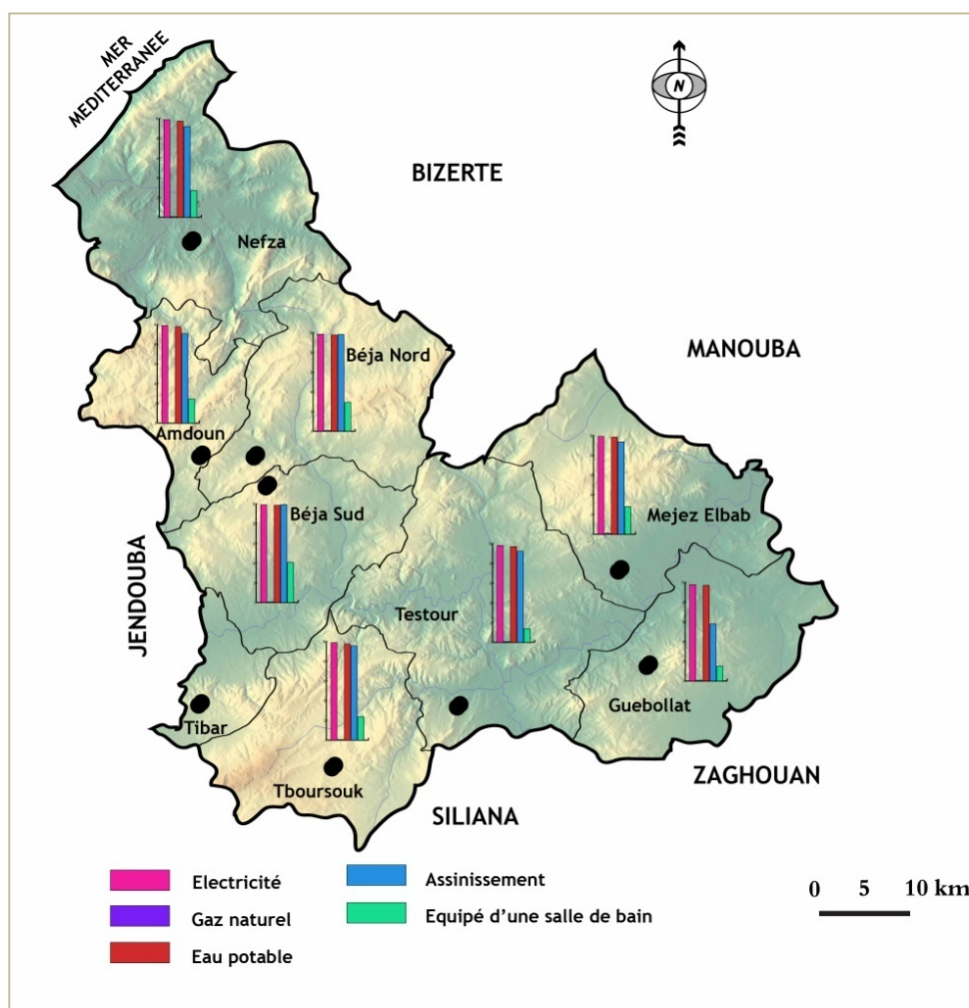 MER
MEDITERRANEE
N
BIZERTE
Nefza
MANOUBA
Béja Nord
Amdoun
Béja Sud
Mejez Elbab
JENDOUBA
Testour
Guebollat
Tibar
Tboursouk
ZAGHOUAN
SILIANA
Electricité
Gaz naturel
Eau potable
Assinissement
Equipé d'une salle de bain
0 5 10 km